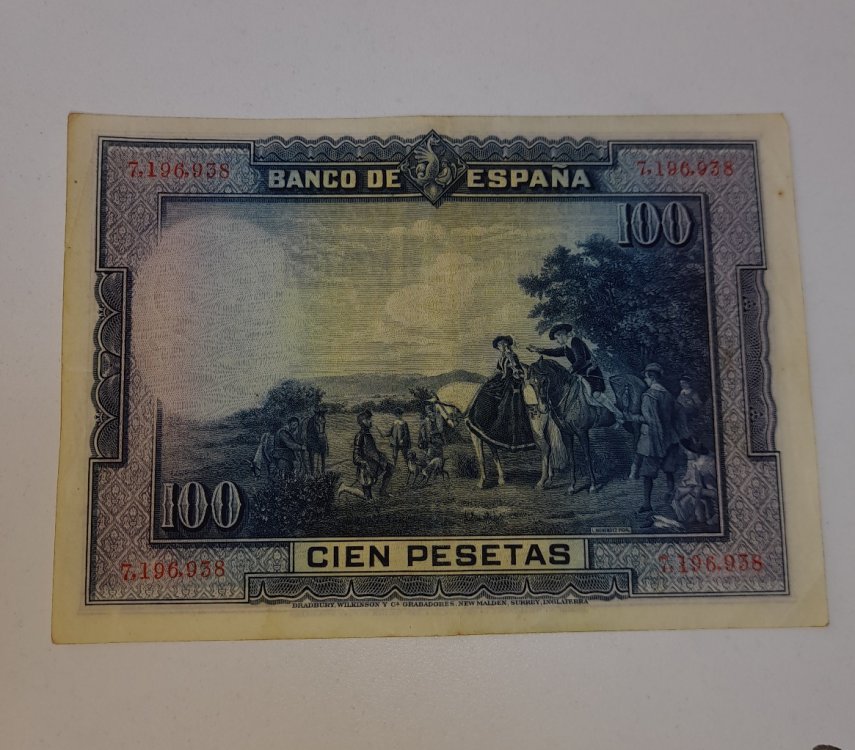 7,196,938 7,196,938
BANCO DE ESPAÑA
100
100
CIEN PESETAS
7,196,938 7,196,938
BRADBURY, WILKINSON Y Cª GRABADORES, NEW MALDEN, SURREY, INGLATERRA